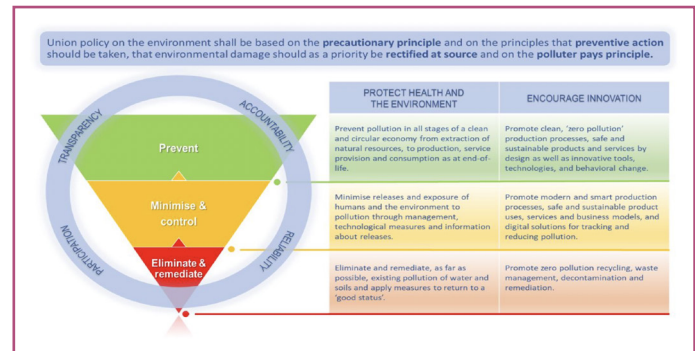 Union policy on the environment shall be based on the precautionary principle and on the principles that preventive action
should be taken, that environmental damage should as a priority be rectified at source and on the polluter pays principle.
TRANSPARENCY
ACCOUNTABILITY
PARTICIPATION
RELIABILITY
Prevent
Minimise &
control
Eliminate &
remediate
PROTECT HEALTH AND
THE ENVIRONMENT
ENCOURAGE INNOVATION
Prevent pollution in all stages of a clean
and circular economy from extraction of
natural resources, to production, service
provision and consumption as at end-of-
life.
Promote clean, ‘zero pollution’
production processes, safe and
sustainable products and services by
design as well as innovative tools,
technologies, and behavioral change.
Minimise releases and exposure of
humans and the environment to
pollution through management,
technological measures and information
about releases.
Promote modern and smart production
processes, safe and sustainable product
uses, services and business models, and
digital solutions for tracking and
reducing pollution.
Eliminate and remediate, as far as
possible, existing pollution of water and
soils and apply measures to return to a
‘good status’.
Promote zero pollution recycling, waste
management, decontamination and
remediation.